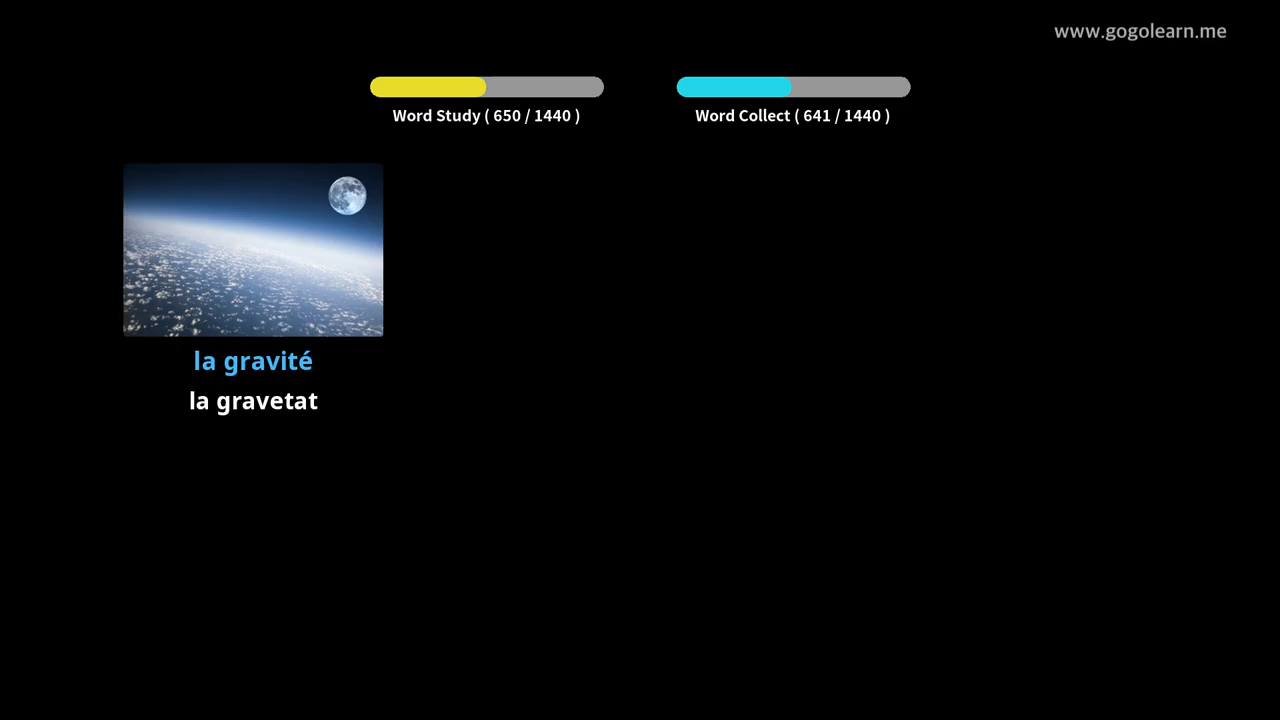 www.gogolearn.me
Word Study ( 650 / 1440 )
Word Collect ( 641 / 1440 )
la gravité
la gravetat